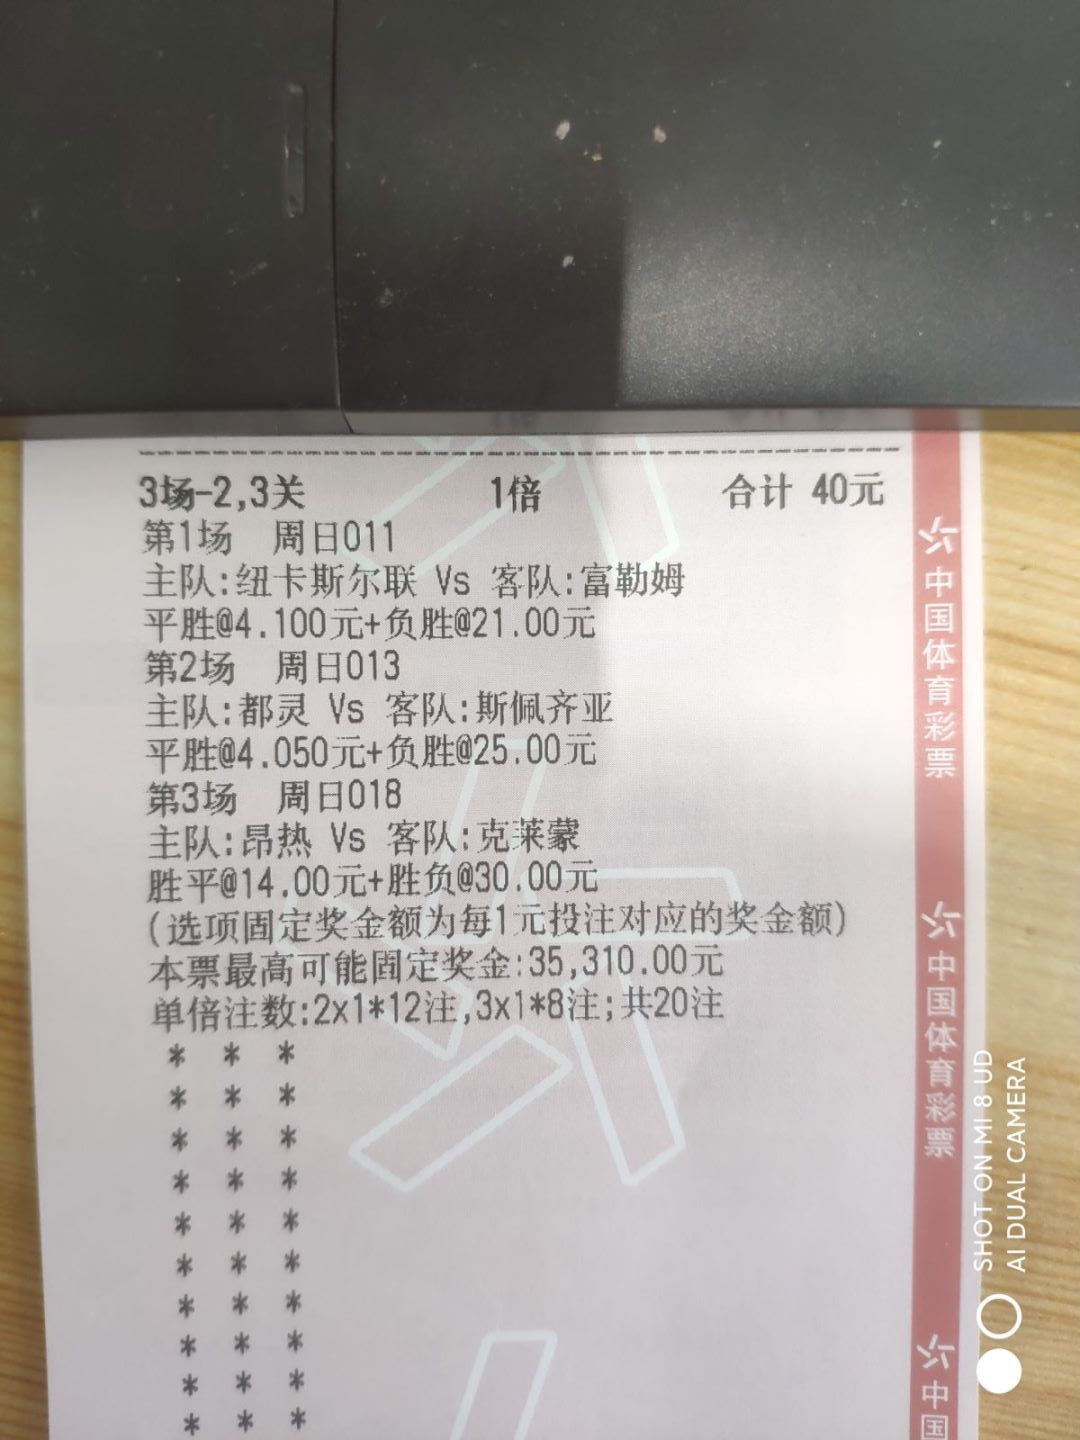 3场-2,3关 1倍 合计 40元
第1场 周日011
主队:纽卡斯尔联 Vs 客队:富勒姆
平胜@4.100元+负胜@21.00元
第2场 周日013
主队:都灵 Vs 客队:斯佩齐亚
平胜@4.050元+负胜@25.00元
第3场 周日018
主队:昂热 Vs 客队:克莱蒙
胜平@14.00元+胜负@30.00元
(选项固定奖金额为每1元投注对应的奖金额)
本票最高可能固定奖金:35,310.00元
单倍注数:2x1*12注,3x1*8注;共20注
* * *
* * *
* * *
* * *
* * *
* * *
* * *
* * *
* * *
* * *
中国体育彩票
中国体育彩票
中国
SHOT ON MI 8 UD
AI DUAL CAMERA